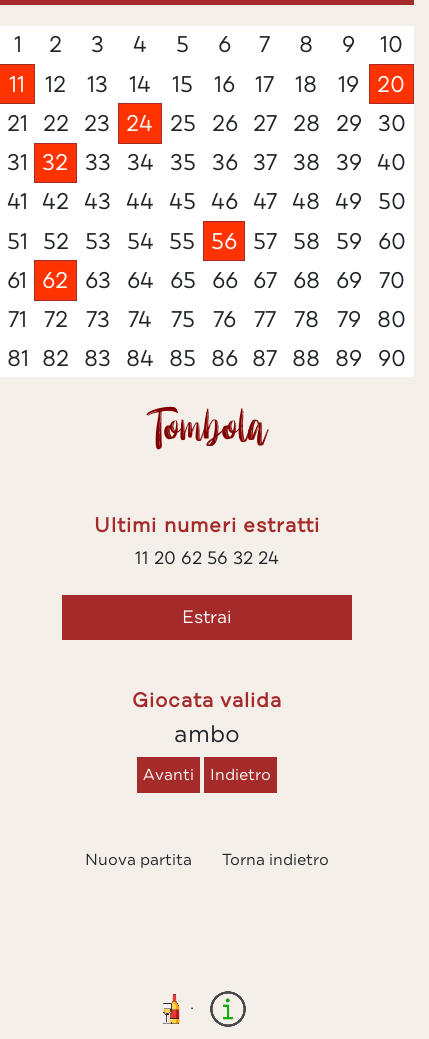 1 2 3 4 5 6 7 8 9 10
11 12 13 14 15 16 17 18 19 20
21 22 23 24 25 26 27 28 29 30
31 32 33 34 35 36 37 38 39 40
41 42 43 44 45 46 47 48 49 50
51 52 53 54 55 56 57 58 59 60
61 62 63 64 65 66 67 68 69 70
71 72 73 74 75 76 77 78 79 80
81 82 83 84 85 86 87 88 89 90
Tombola
Ultimi numeri estratti
11 20 62 56 32 24
Estrai
Giocata valida
ambo
Avanti Indietro
Nuova partita Torna indietro